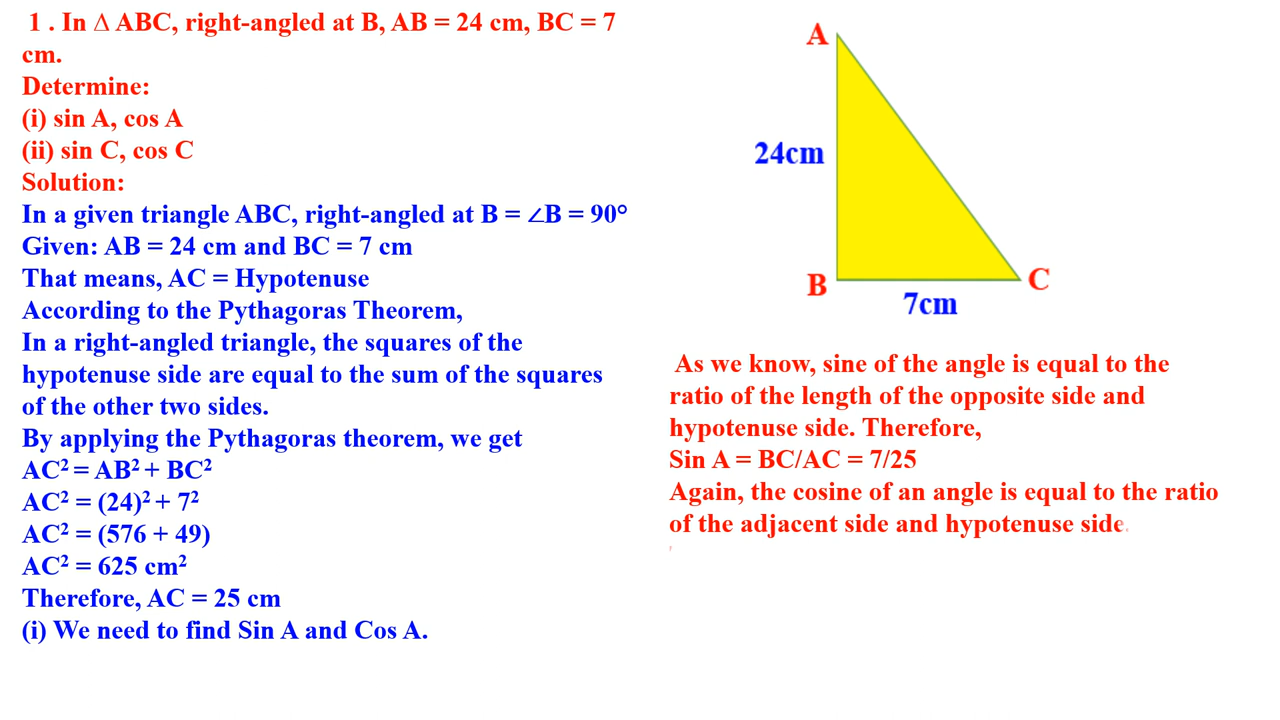 1 . In ∆ ABC, right-angled at B, AB = 24 cm, BC = 7
cm.
Determine:
(i) sin A, cos A
(ii) sin C, cos C
Solution:
In a given triangle ABC, right-angled at B = ∠B = 90°
Given: AB = 24 cm and BC = 7 cm
That means, AC = Hypotenuse
According to the Pythagoras Theorem,
In a right-angled triangle, the squares of the
hypotenuse side are equal to the sum of the squares
of the other two sides.
By applying the Pythagoras theorem, we get
AC² = AB² + BC²
AC² = (24)² + 7²
AC² = (576 + 49)
AC² = 625 cm²
Therefore, AC = 25 cm
(i) We need to find Sin A and Cos A.
A
24cm
B
C
7cm
As we know, sine of the angle is equal to the
ratio of the length of the opposite side and
hypotenuse side. Therefore,
Sin A = BC/AC = 7/25
Again, the cosine of an angle is equal to the ratio
of the adjacent side and hypotenuse side.